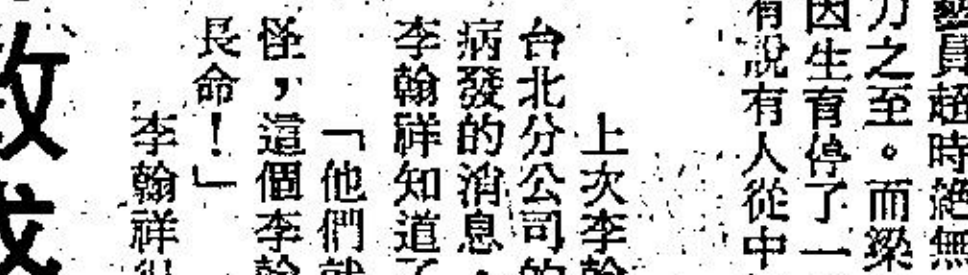 藝員超時絕無
力之至。而梁
因生育停了一
有說有人從中
上次李翰
台北分公司的
病發的消息，
李翰祥知道了
「他們就
怪，這個李翰
長命！」
李翰祥